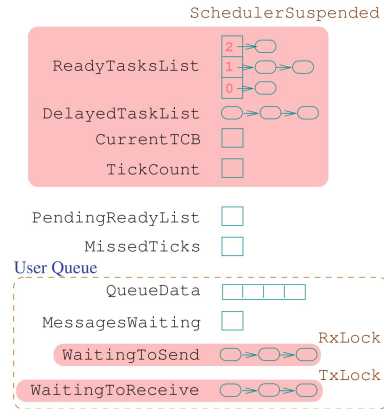 SchedulerSuspended
2
ReadyTasksList 1
0
DelayedTaskList
CurrentTCB
TickCount
PendingReadyList
MissedTicks
User Queue
QueueData
MessagesWaiting
RxLock
WaitingToSend
TxLock
WaitingToReceive